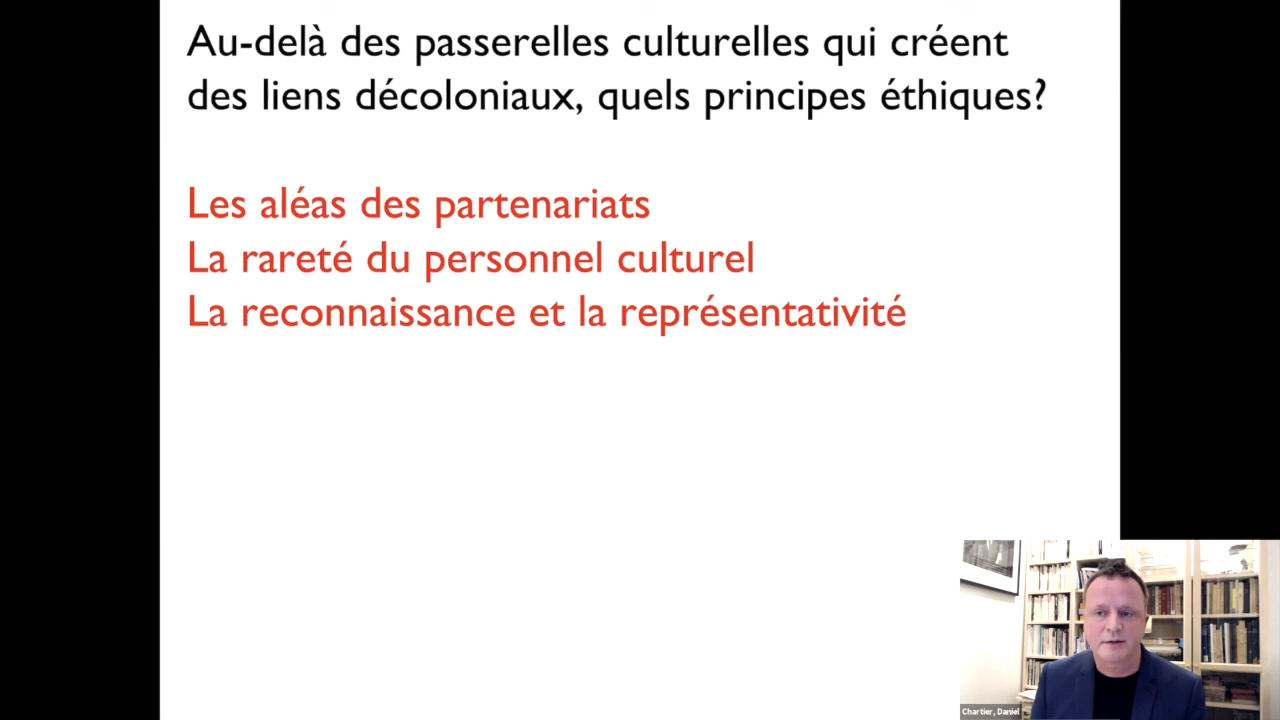 Au-delà des passerelles culturelles qui créent
des liens décoloniaux, quels principes éthiques?
Les aléas des partenariats
La rareté du personnel culturel
La reconnaissance et la représentativité
Chartier, Daniel